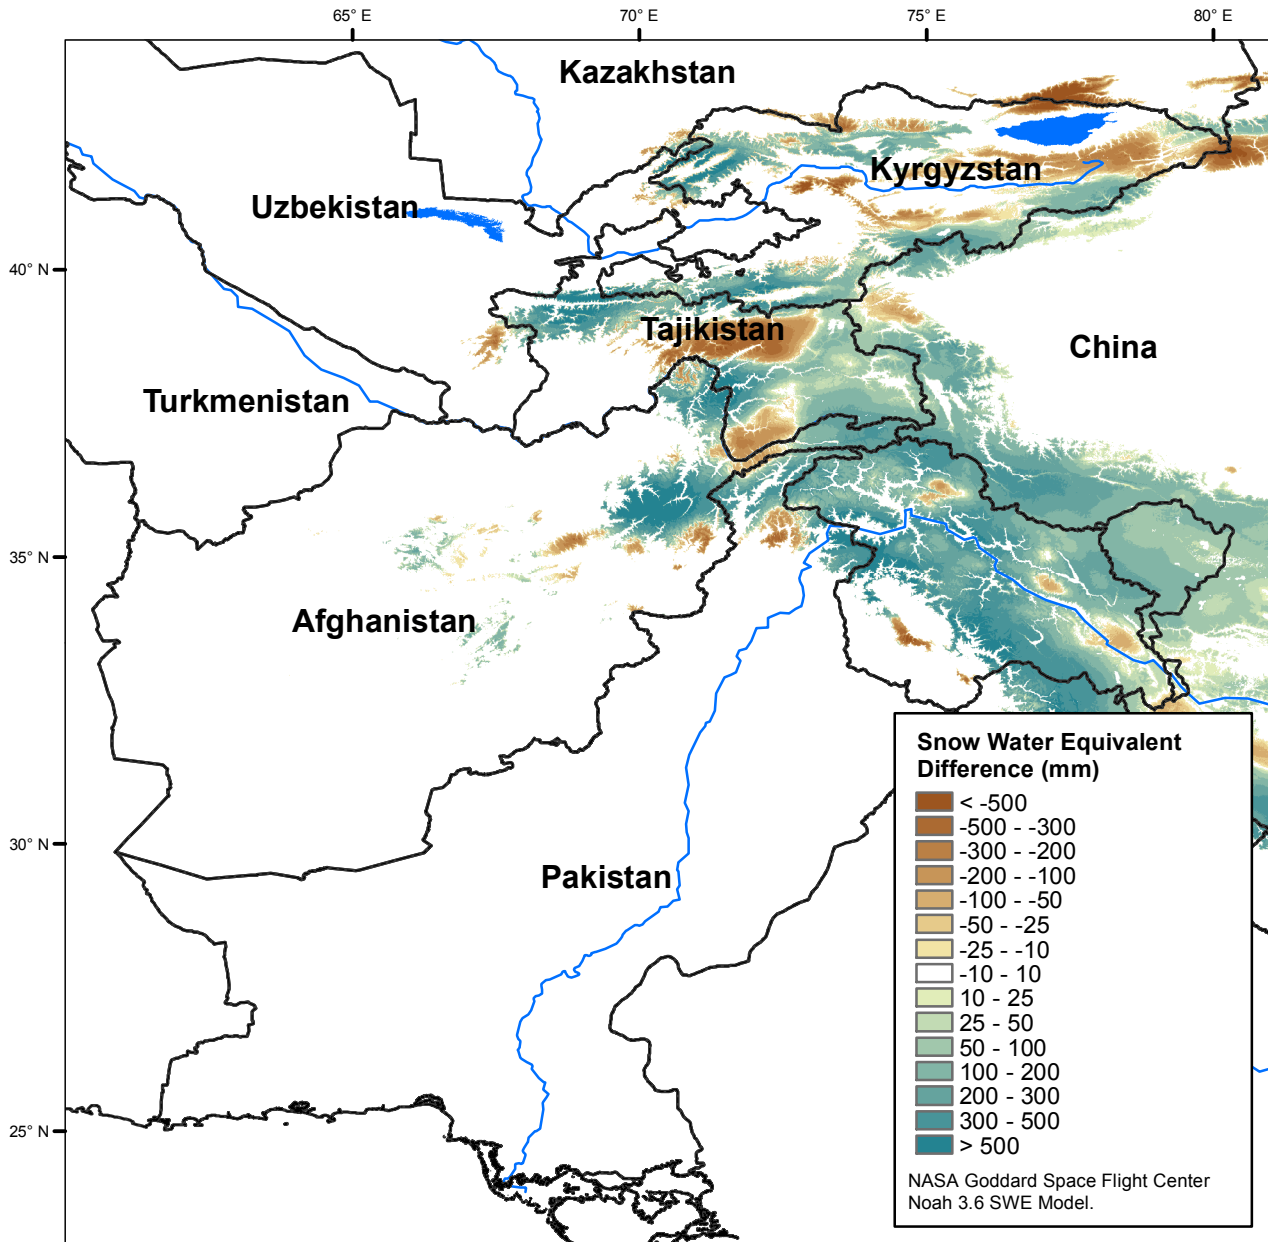 65° E
70° E
75° E
80° E
Kazakhstan
Kyrgyzstan
Uzbekistan
40° N
Tajikistan
China
Turkmenistan
35° N
Afghanistan
Snow Water Equivalent
Difference (mm)
< -500
-500 - -300
-300 - -200
-200 - -100
-100 - -50
-50 - -25
-25 - -10
-10 - 10
10 - 25
25 - 50
50 - 100
100 - 200
200 - 300
300 - 500
> 500
30° N
Pakistan
25° N
NASA Goddard Space Flight Center
Noah 3.6 SWE Model.